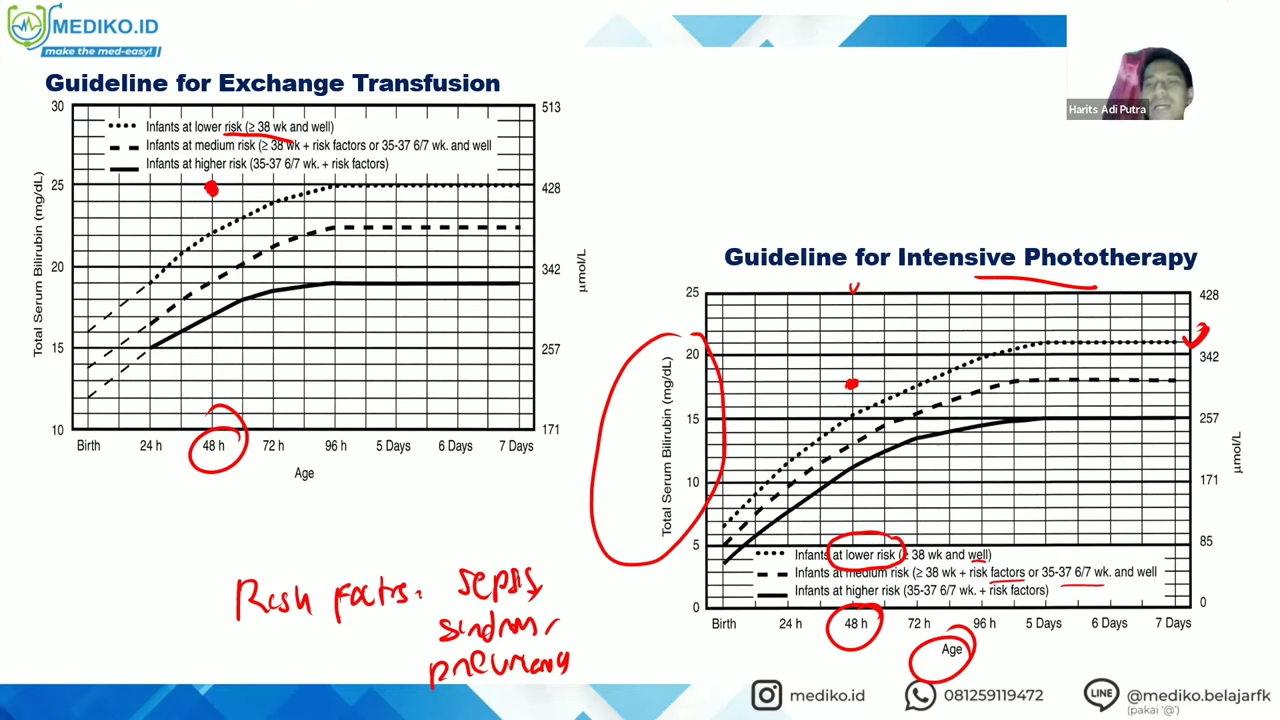 MEDIKO.ID
make the med-easy!
Harits Adi Putra
Guideline for Exchange Transfusion
30
25
20
15
10
513
428
342
257
171
Total Serum Bilirubin (mg/dL)
µmol/L
Infants at lower risk (≥ 38 wk and well)
Infants at medium risk (≥ 38 wk + risk factors or 35-37 6/7 wk. and well
Infants at higher risk (35-37 6/7 wk. + risk factors)
Birth 24 h 48 h 72 h 96 h 5 Days 6 Days 7 Days
Age
Guideline for Intensive Phototherapy
25
20
15
10
5
0
428
342
257
171
85
0
Total Serum Bilirubin (mg/dL)
µmol/L
Infants at lower risk (≥ 38 wk and well)
Infants at medium risk (≥ 38 wk + risk factors or 35-37 6/7 wk. and well
Infants at higher risk (35-37 6/7 wk. + risk factors)
Birth 24 h 48 h 72 h 96 h 5 Days 6 Days 7 Days
Age
Risk factors: sepsis,
pneumonia
mediko.id
081259119472
LINE
@mediko.belajarfk
(pakai '@')